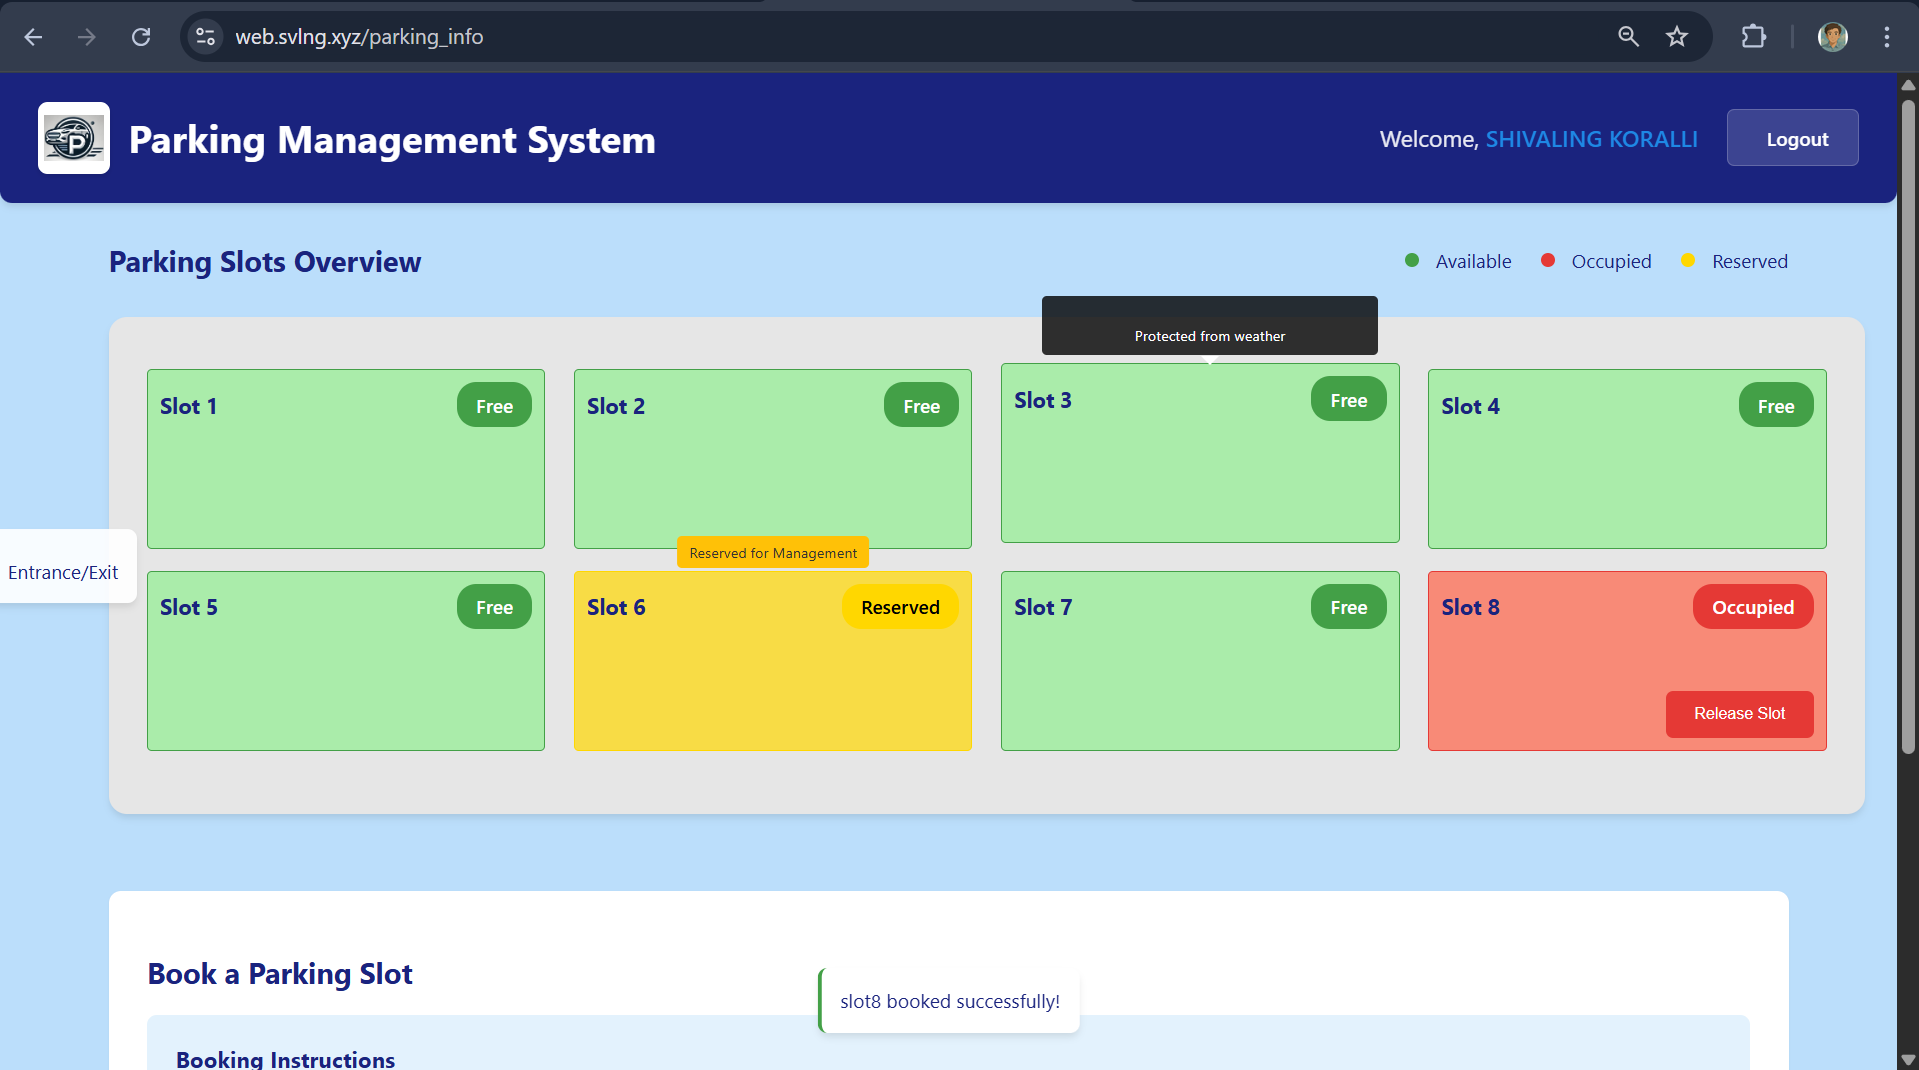 web.svlng.xyz/parking_info
P
Parking Management System
Welcome, SHIVALING KORALLI
Logout
Parking Slots Overview
Available
Occupied
Reserved
Protected from weather
Slot 1
Free
Slot 2
Free
Slot 3
Free
Slot 4
Free
Entrance/Exit
Reserved for Management
Slot 5
Free
Slot 6
Reserved
Slot 7
Free
Slot 8
Occupied
Release Slot
Book a Parking Slot
slot8 booked successfully!
Booking Instructions